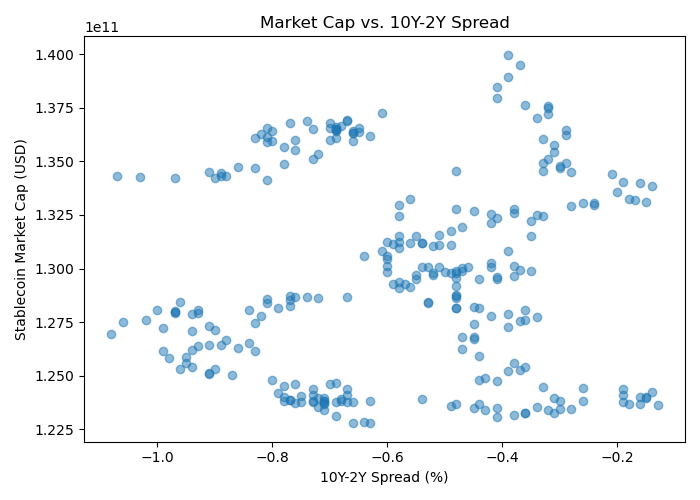 Market Cap vs. 10Y-2Y Spread
1e11
1.400
1.375
1.350
1.325
1.300
1.275
1.250
1.225
Stablecoin Market Cap (USD)
−1.0 −0.8 −0.6 −0.4 −0.2
10Y-2Y Spread (%)